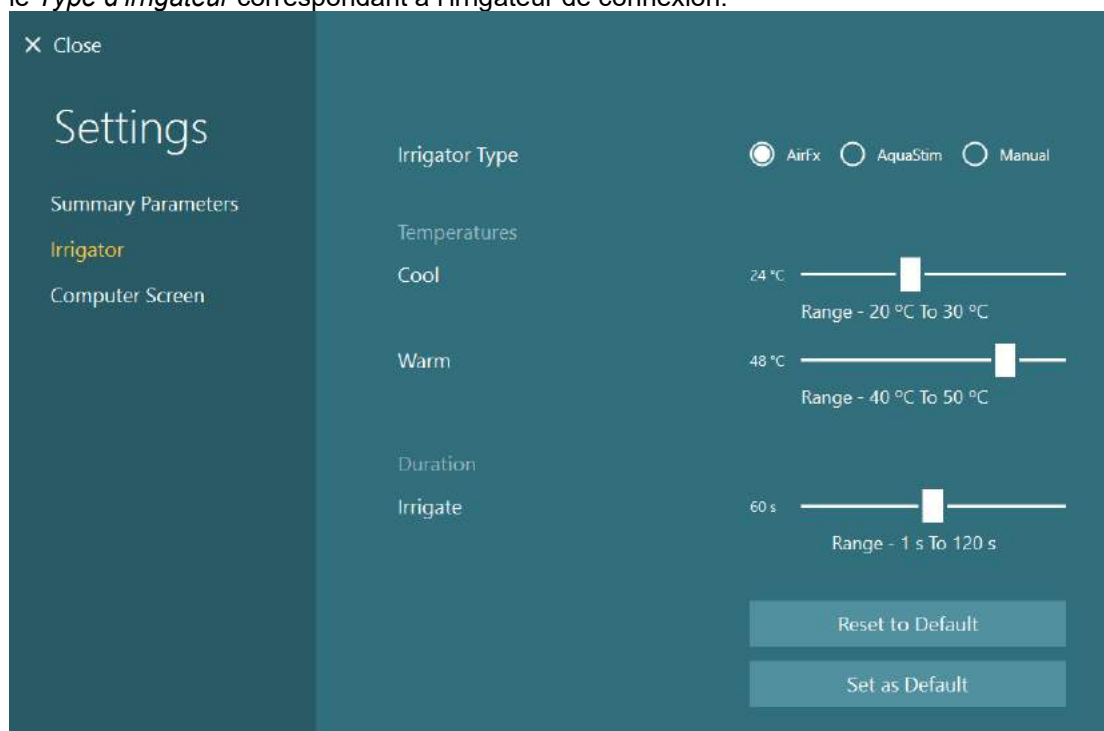 le Type d'irrigateur correspondant à l'irrigateur de connexion.
✕ Close
Settings
Summary Parameters
Irrigator
Computer Screen
Irrigator Type
AirFx AquaStim Manual
Temperatures
Cool 24 °C
Range - 20 °C To 30 °C
Warm 48 °C
Range - 40 °C To 50 °C
Duration
Irrigate 60 s
Range - 1 s To 120 s
Reset to Default
Set as Default